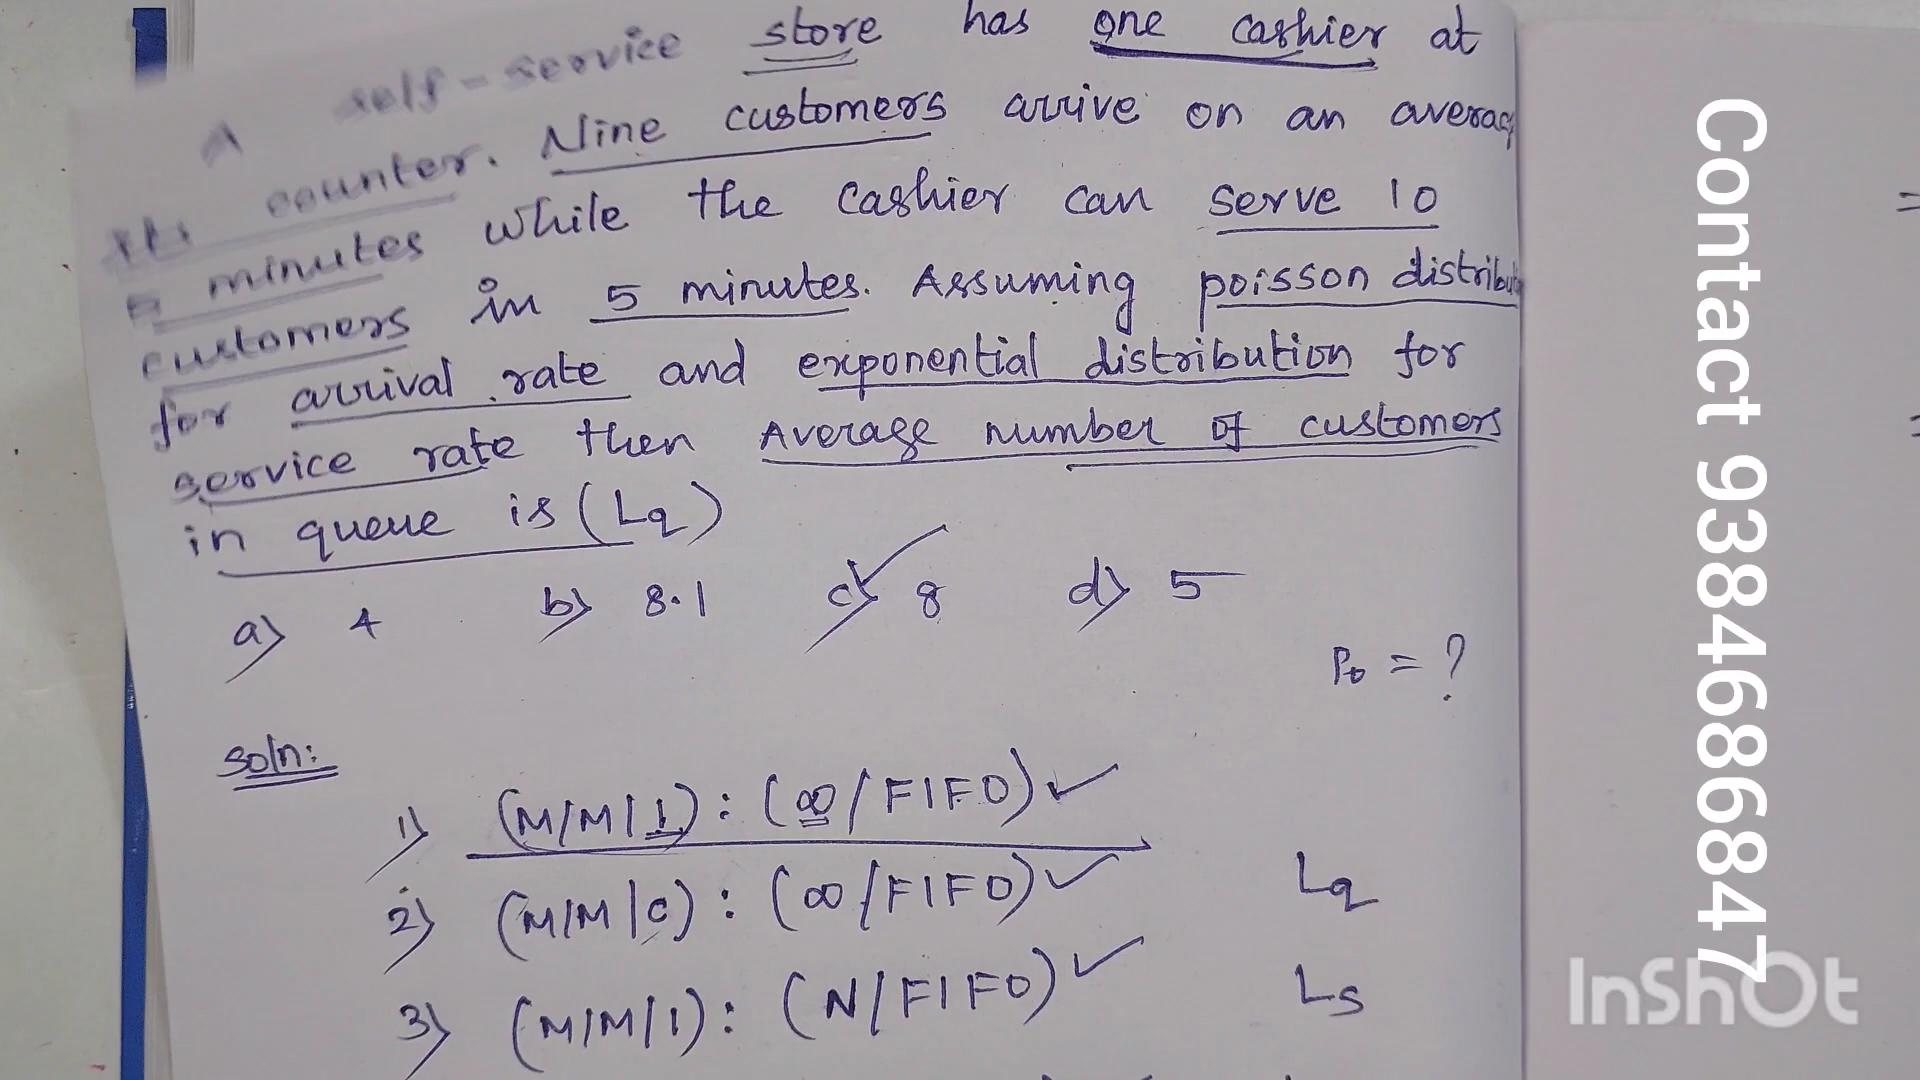 A self-service store has one cashier at
its counter. Nine customers arrive on an averag
5 minutes while the cashier can serve 10
customers in 5 minutes. Assuming poisson distribu
for arrival rate and exponential distribution for
service rate then Average number of customers
in queue is (Lq)
a) 4 b) 8.1 c) 8 d) 5
P0 = ?
Soln:
1) (M/M/1) : (∞/FIFO) ✓
2) (M/M/C) : (∞/FIFO) ✓
Lq
3) (M/M/1) : (N/FIFO) ✓
Ls
Contact 9384686847
InShOt